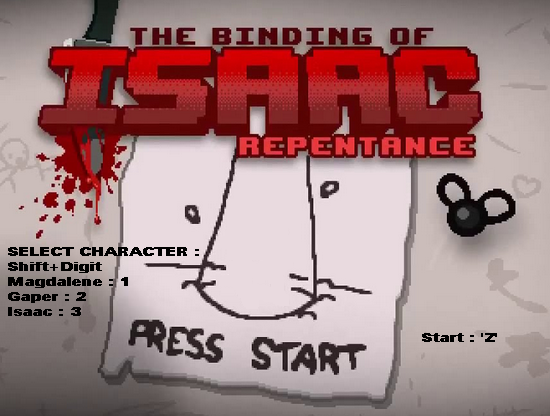 THE BINDING OF
ISAAC
REPENTANCE
SELECT CHARACTER :
Shift+Digit
Magdalene : 1
Gaper : 2
Isaac : 3
Start : 'Z'
PRESS START